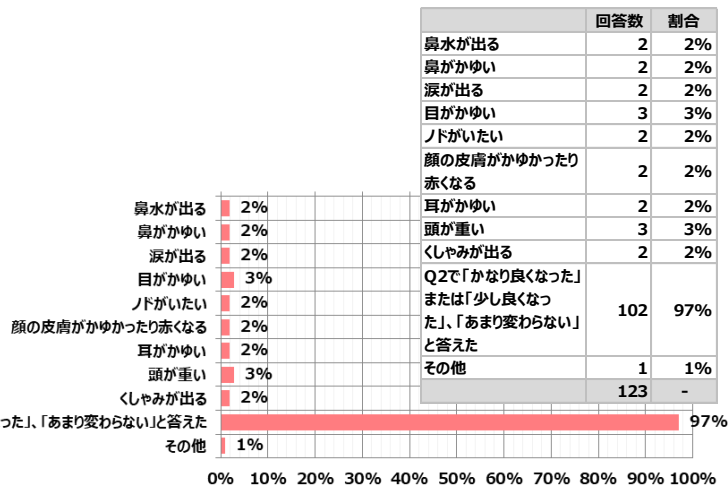 回答数 割合
鼻水が出る 2 2%
鼻がかゆい 2 2%
涙が出る 2 2%
目がかゆい 3 3%
ノドがいたい 2 2%
顔の皮膚がかゆかったり
赤くなる 2 2%
耳がかゆい 2 2%
頭が重い 3 3%
くしゃみが出る 2 2%
Q2で「かなり良くなった」
または「少し良くなっ
た」、「あまり変わらない」
と答えた 102 97%
その他 1 1%
123 -
鼻水が出る 2%
鼻がかゆい 2%
涙が出る 2%
目がかゆい 3%
ノドがいたい 2%
顔の皮膚がかゆかったり赤くなる 2%
耳がかゆい 2%
頭が重い 3%
くしゃみが出る 2%
った」、「あまり変わらない」と答えた 97%
その他 1%
0% 10% 20% 30% 40% 50% 60% 70% 80% 90% 100%